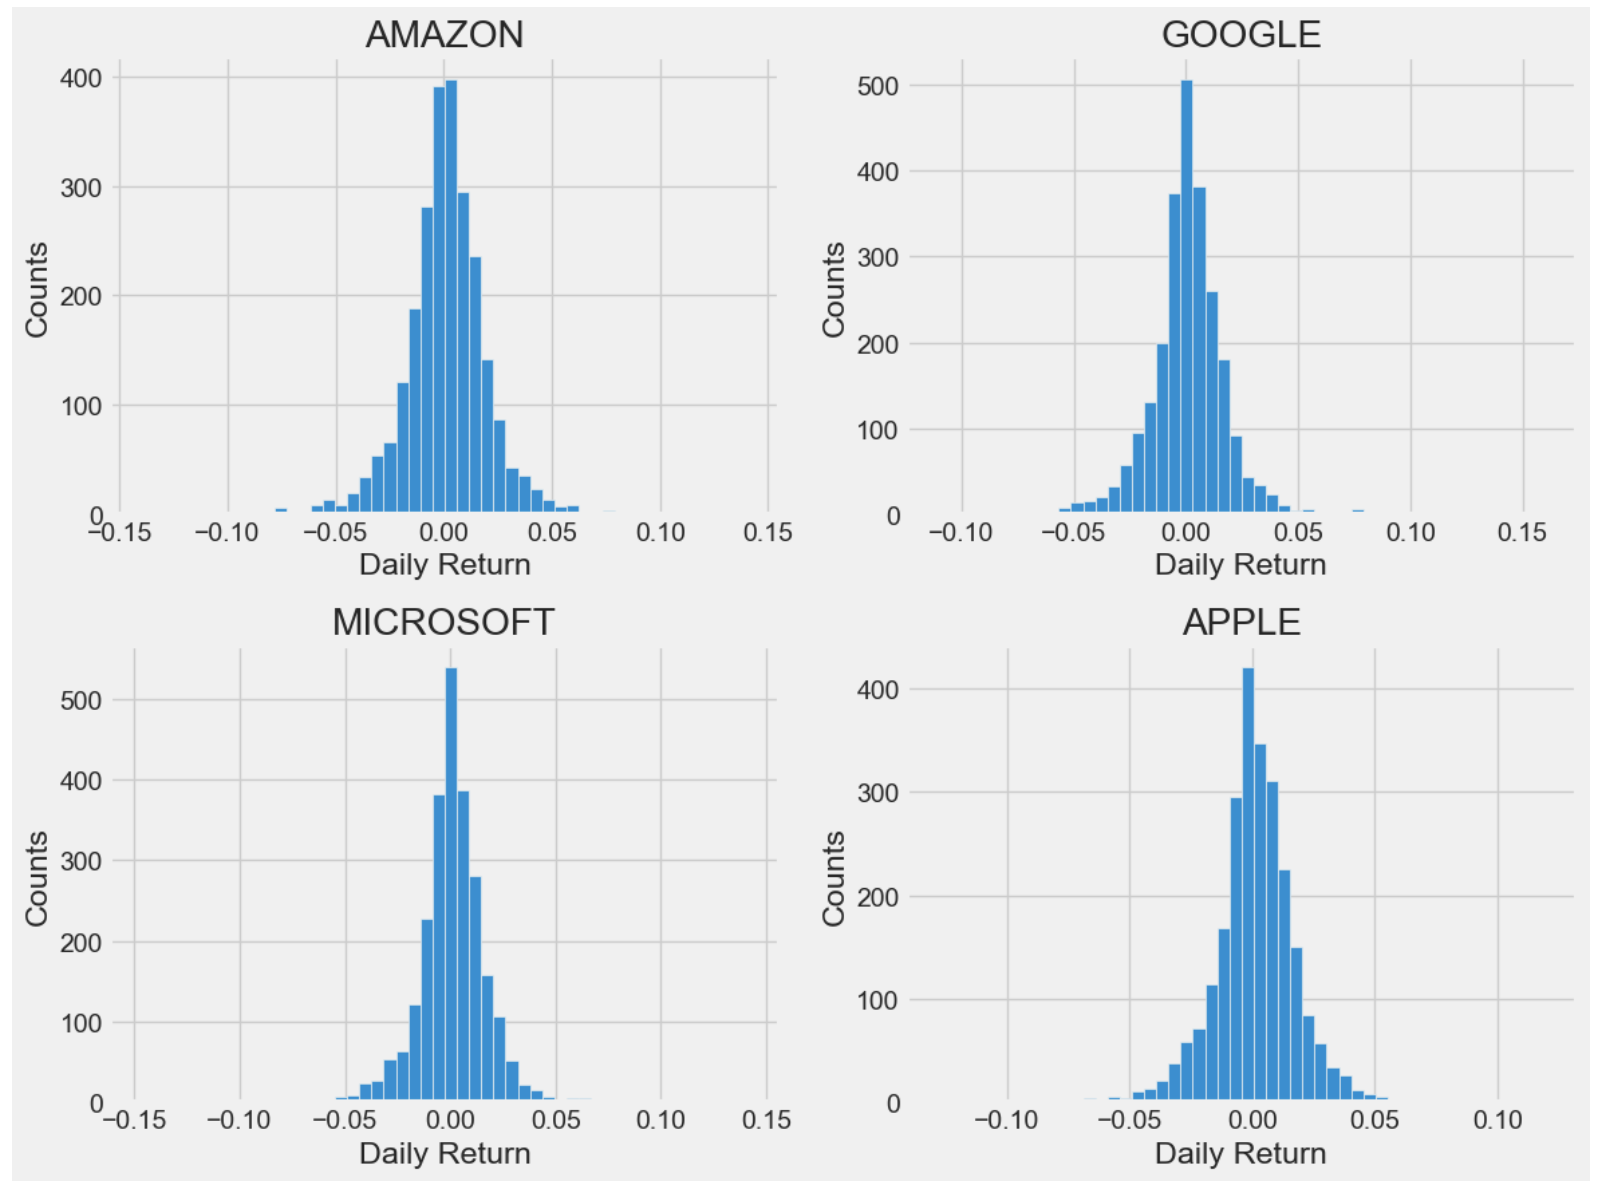 AMAZON
400
300
200
100
0
Counts
−0.15 −0.10 −0.05 0.00 0.05 0.10 0.15
Daily Return
GOOGLE
500
400
300
200
100
0
Counts
−0.10 −0.05 0.00 0.05 0.10 0.15
Daily Return
MICROSOFT
500
400
300
200
100
0
Counts
−0.15 −0.10 −0.05 0.00 0.05 0.10 0.15
Daily Return
APPLE
400
300
200
100
0
Counts
−0.10 −0.05 0.00 0.05 0.10
Daily Return